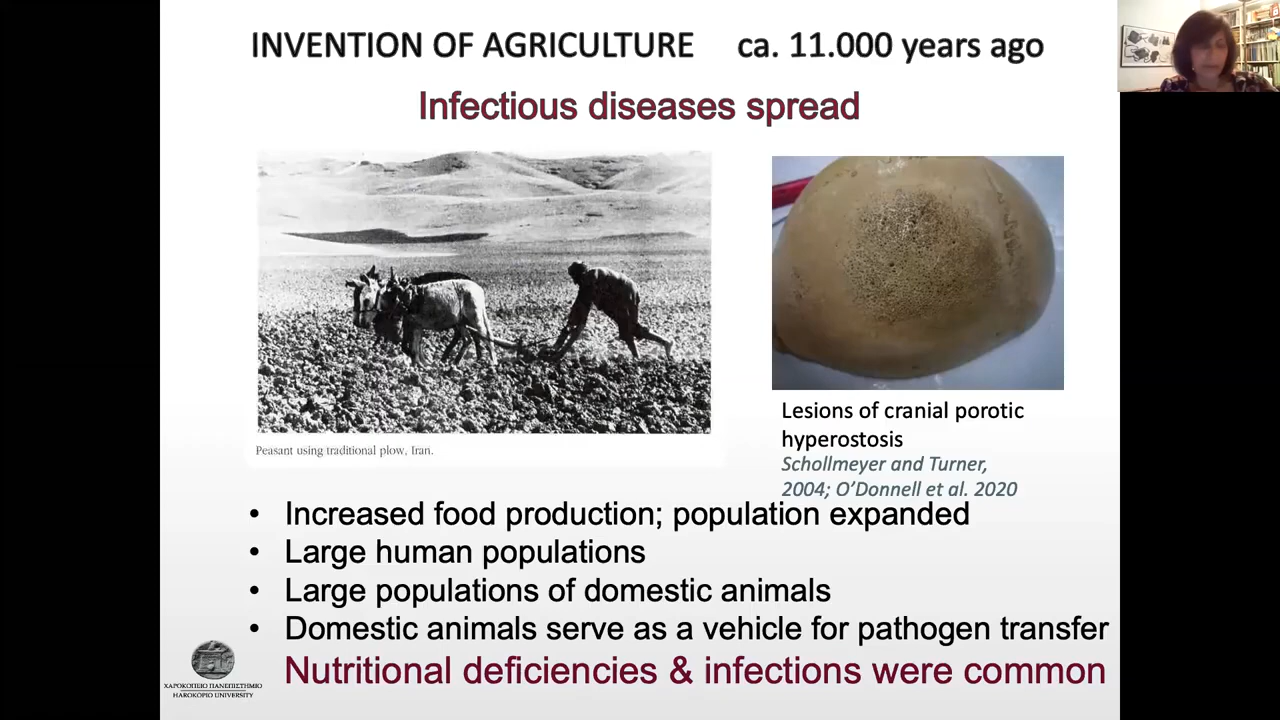 INVENTION OF AGRICULTURE ca. 11.000 years ago
Infectious diseases spread
Peasant using traditional plow, Iran.
Lesions of cranial porotic
hyperostosis
Schollmeyer and Turner,
2004; O’Donnell et al. 2020
• Increased food production; population expanded
• Large human populations
• Large populations of domestic animals
• Domestic animals serve as a vehicle for pathogen transfer
Nutritional deficiencies & infections were common
ΧΑΡΟΚΟΠΕΙΟ ΠΑΝΕΠΙΣΤΗΜΙΟ
HAROKOPIO UNIVERSITY